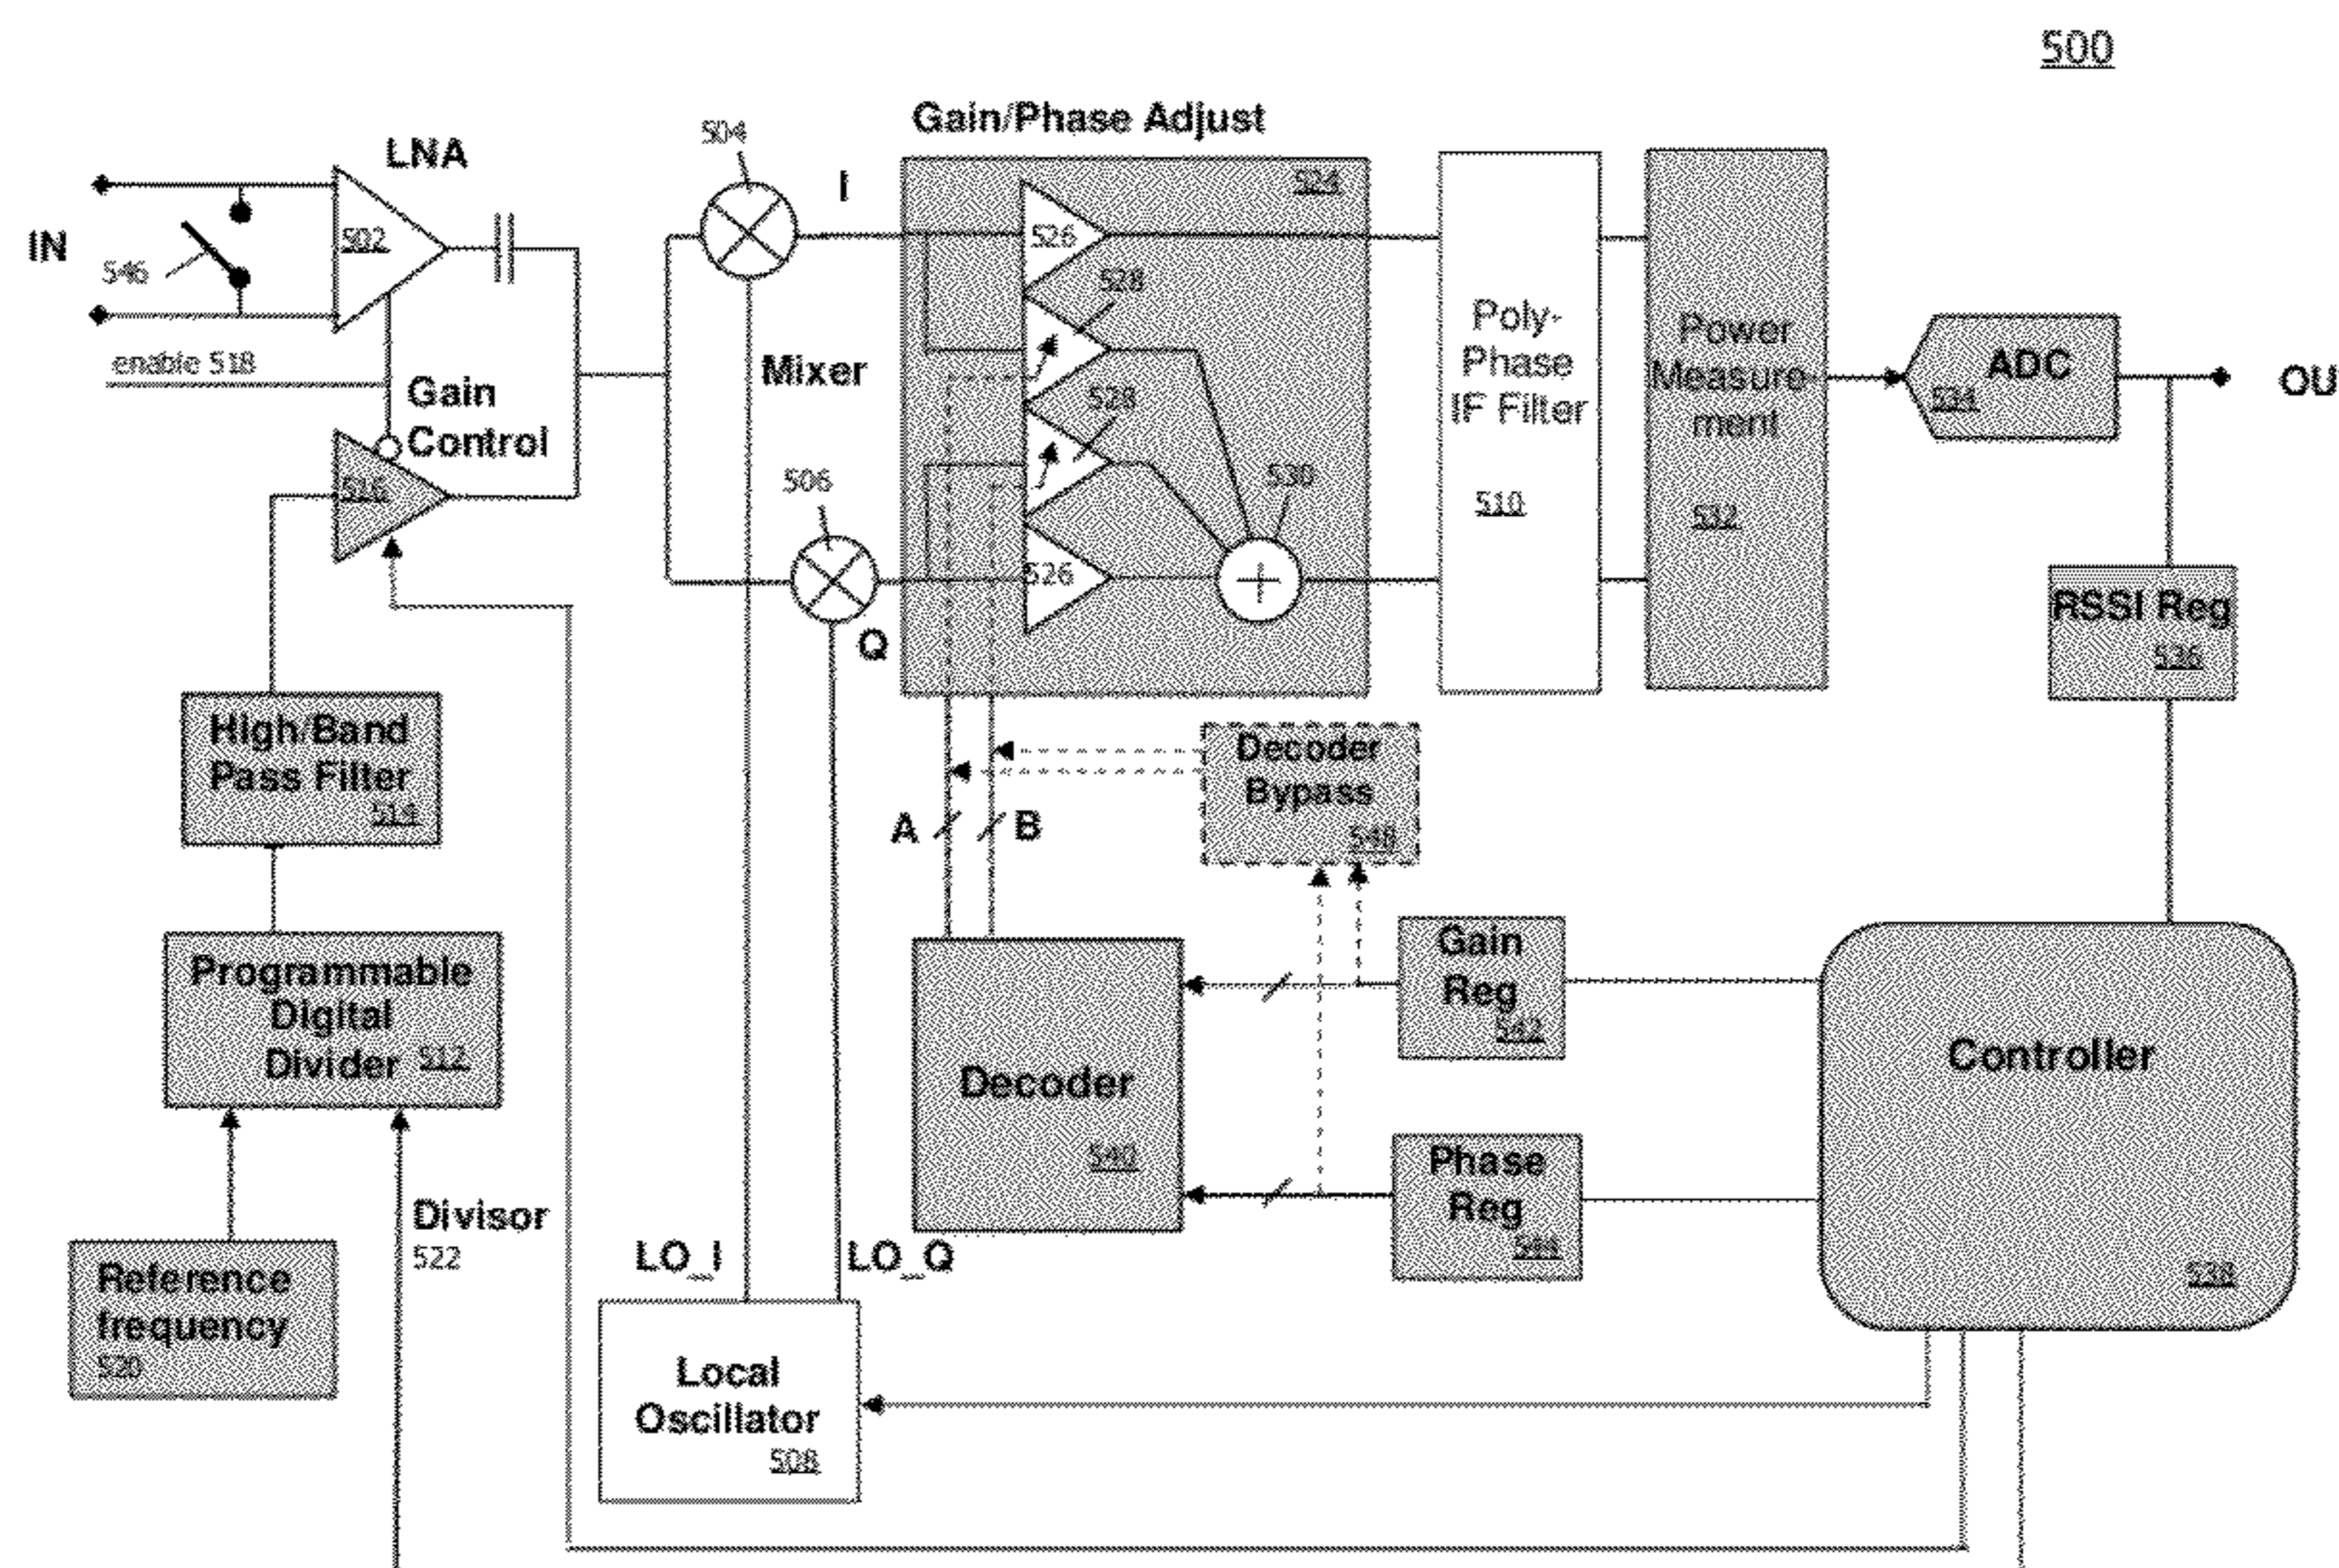 500
Gain/Phase Adjust
504
LNA
I
524
502
526
IN
546
528
Poly-
Phase
IF Filter
510
Power
Measure-
ment
532
ADC
534
OU
enable 518
Gain
Control
Mixer
528
516
506
530
526
Q
RSSI Reg
536
High/Band
Pass Filter
514
Decoder
Bypass
548
A
B
Programmable
Digital
Divider 512
Gain
Reg
542
Controller
538
Decoder
540
Phase
Reg
544
Divisor
522
LO_I
LO_Q
Reference
frequency
520
Local
Oscillator
508